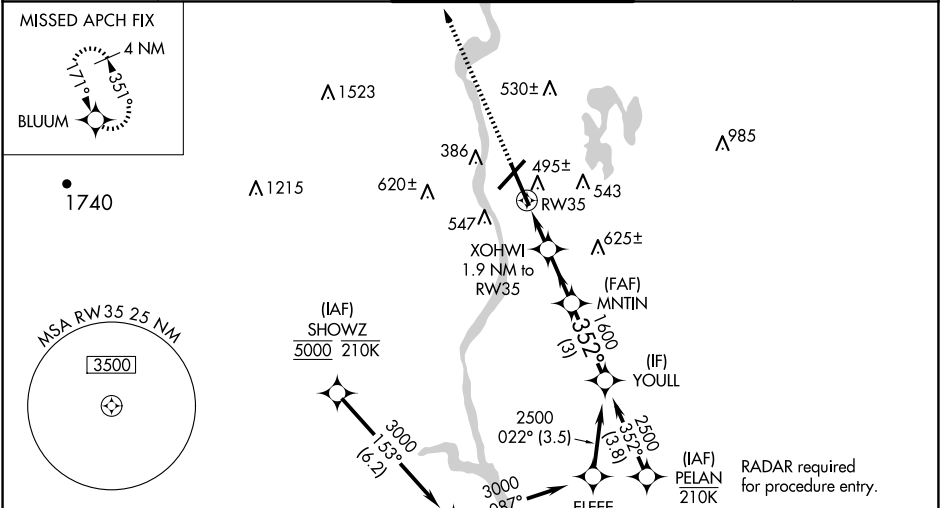 MISSED APCH FIX
4 NM
171°
351°
BLUUM
1523
530±
985
386
495±
1740
1215
620±
543
RW35
547
XOHWI
1.9 NM to
RW35
625±
(FAF)
MNTIN
MSA RW35 25 NM
3500
(IAF)
SHOWZ
5000 210K
1600
352°
(3)
(IF)
YOULL
3000
153°
(6.2)
2500
022° (3.5)
2500
352°
(3.8)
(IAF)
PELAN
210K
RADAR required
for procedure entry.
3000
087°